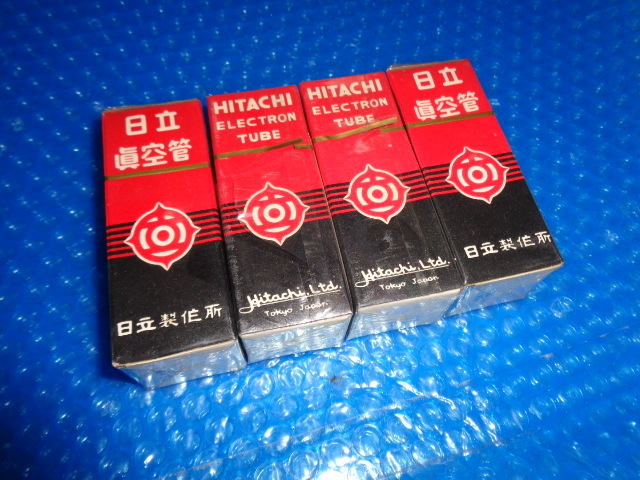 日立
眞空管
日立製作所
HITACHI
ELECTRON
TUBE
Hitachi, Ltd.
Tokyo Japan.
HITACHI
ELECTRON
TUBE
Hitachi, Ltd.
Tokyo Japan.
日立
眞空管
日立製作所